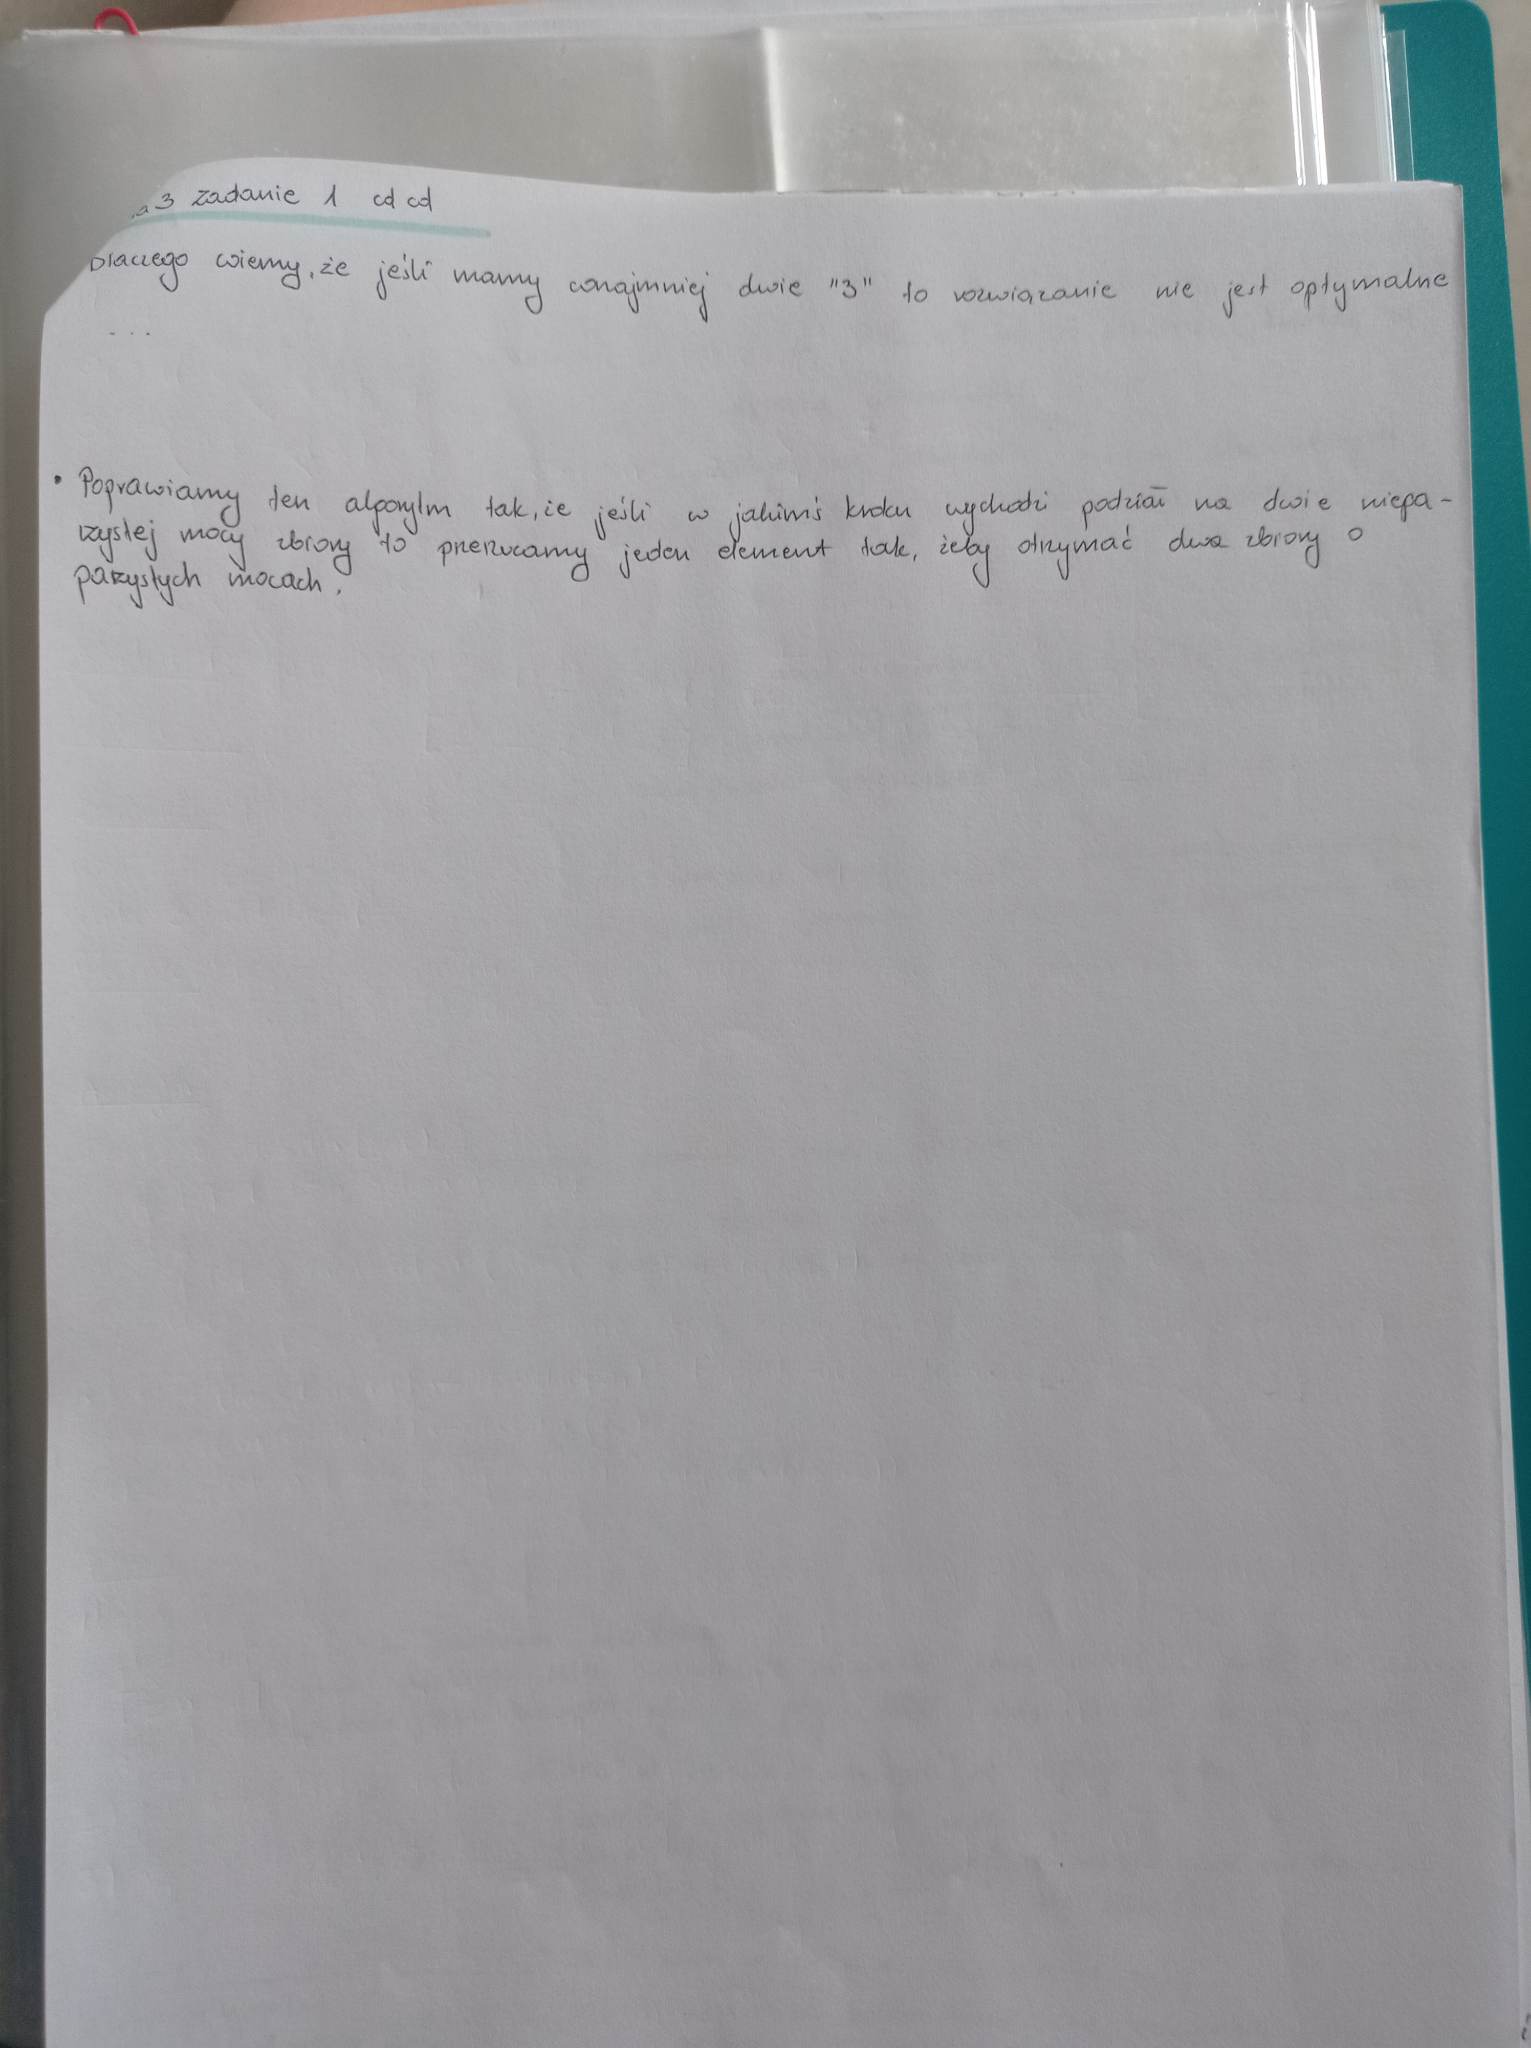 a 3 zadanie 1 cd cd
Dlaczego wiemy, że jeśli mamy conajmniej dwie "3" to rozwiązanie nie jest optymalne
...
• Poprawiamy ten algorytm tak, że jeśli w jakimś kroku wychodzi podział na dwie niepa-
rzystej mocy zbiory to przerzucamy jeden element tak, żeby otrzymać dwa zbiory o
parzystych mocach.